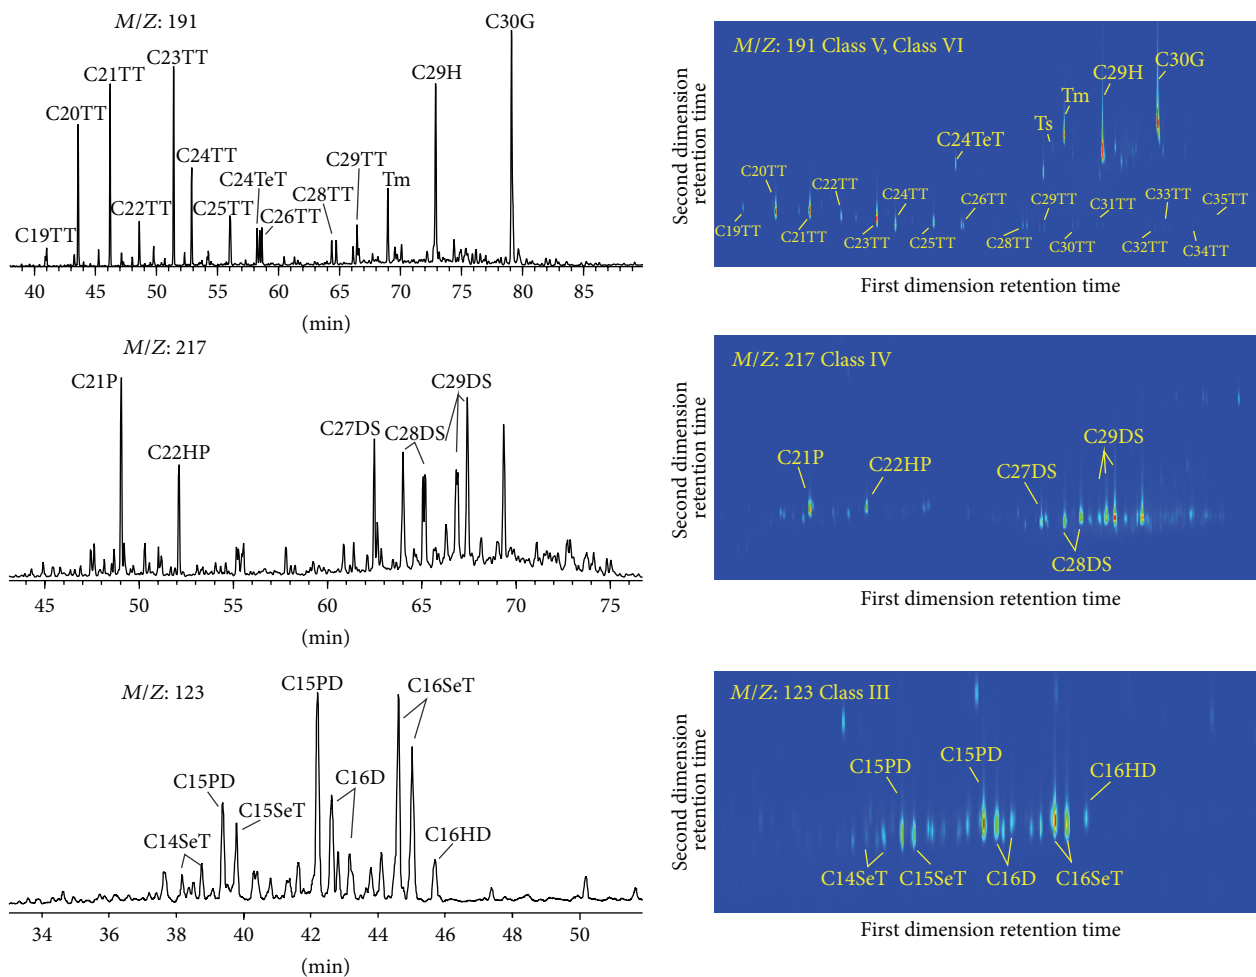 M/Z: 191
C19TT
C20TT
C21TT
C22TT
C23TT
C24TT
C25TT
C24TeT
C26TT
C28TT
C29TT
Tm
C29H
C30G
40 45 50 55 60 65 70 75 80 85
(min)
M/Z: 191 Class V, Class VI
Second dimension
retention time
C19TT
C20TT
C21TT
C22TT
C23TT
C24TT
C25TT
C24TeT
C26TT
C28TT
Ts
Tm
C29TT
C30TT
C29H
C31TT
C30G
C32TT
C33TT
C34TT
C35TT
First dimension retention time
M/Z: 217
C21P
C22HP
C27DS
C28DS
C29DS
45 50 55 60 65 70 75
(min)
M/Z: 217 Class IV
Second dimension
retention time
C21P
C22HP
C27DS
C28DS
C29DS
First dimension retention time
M/Z: 123
C14SeT
C15PD
C15SeT
C15PD
C16D
C16SeT
C16HD
34 36 38 40 42 44 46 48 50
(min)
M/Z: 123 Class III
Second dimension
retention time
C15PD
C15PD
C16HD
C14SeT
C15SeT
C16D
C16SeT
First dimension retention time